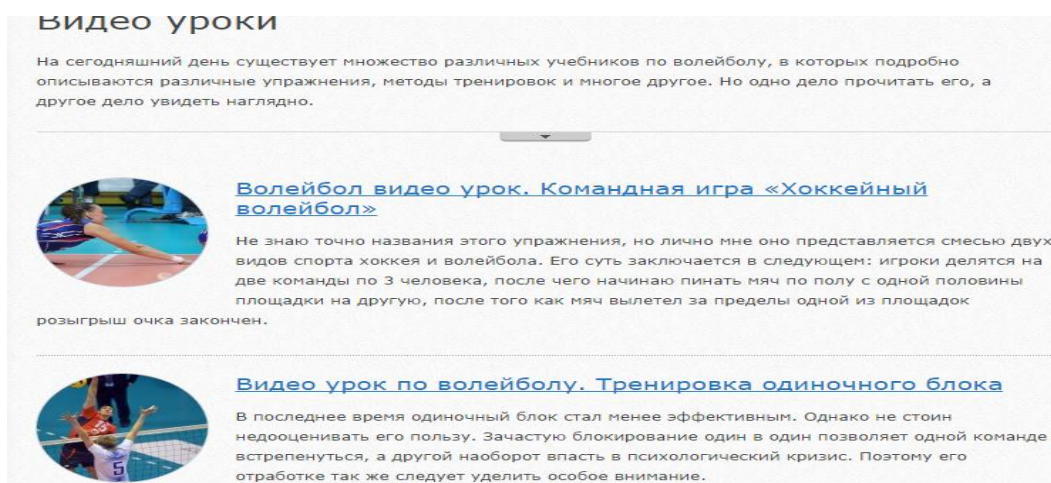 Видео уроки
На сегодняшний день существует множество различных учебников по волейболу, в которых подробно
описываются различные упражнения, методы тренировок и многое другое. Но одно дело прочитать его, а
другое дело увидеть наглядно.
Волейбол видео урок. Командная игра «Хоккейный
волейбол»
Не знаю точно названия этого упражнения, но лично мне оно представляется смесью двух
видов спорта хоккея и волейбола. Его суть заключается в следующем: игроки делятся на
две команды по 3 человека, после чего начинаю пинать мяч по полу с одной половины
площадки на другую, после того как мяч вылетел за пределы одной из площадок
розыгрыш очка закончен.
Видео урок по волейболу. Тренировка одиночного блока
В последнее время одиночный блок стал менее эффективным. Однако не стоин
недооценивать его пользу. Зачастую блокирование один в один позволяет одной команде
встрепенуться, а другой наоборот впасть в психологический кризис. Поэтому его
отработке так же следует уделить особое внимание.
5